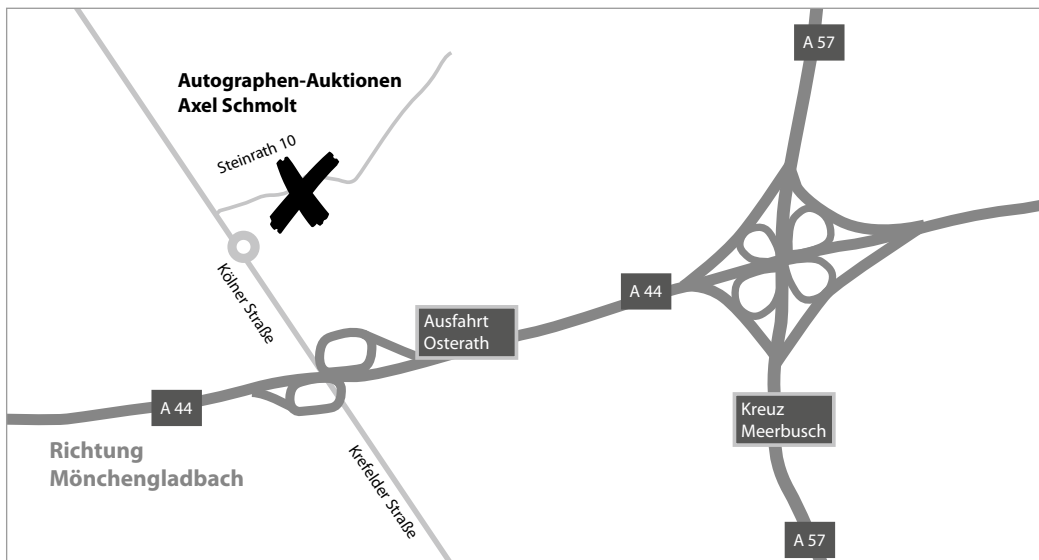 A 57
Autographen-Auktionen
Axel Schmolt
Steinrath 10
Kölner Straße
A 44
Ausfahrt
Osterath
A 44
Kreuz
Meerbusch
Richtung
Mönchengladbach
Krefelder Straße
A 57